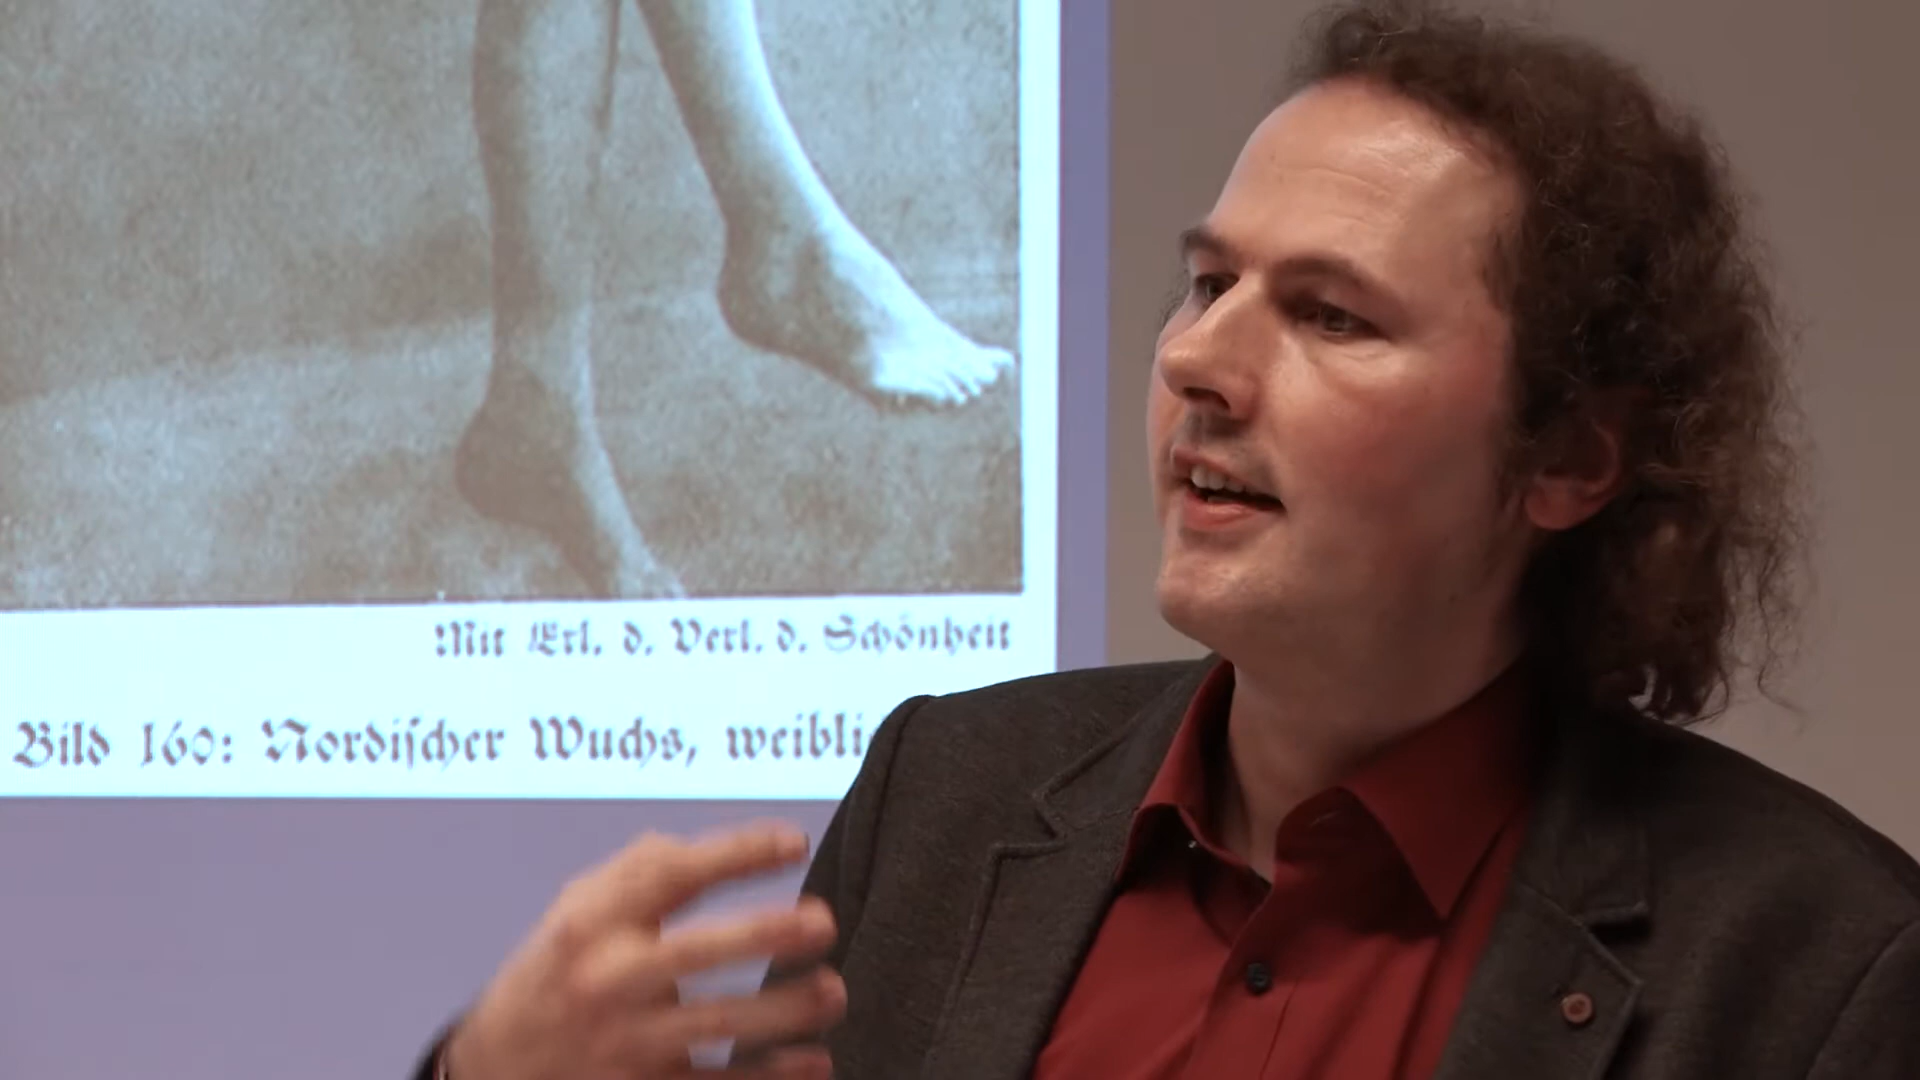 Mit Erl. d. Verl. d. Schönheit
Bild 160: Nordischer Wuchs,